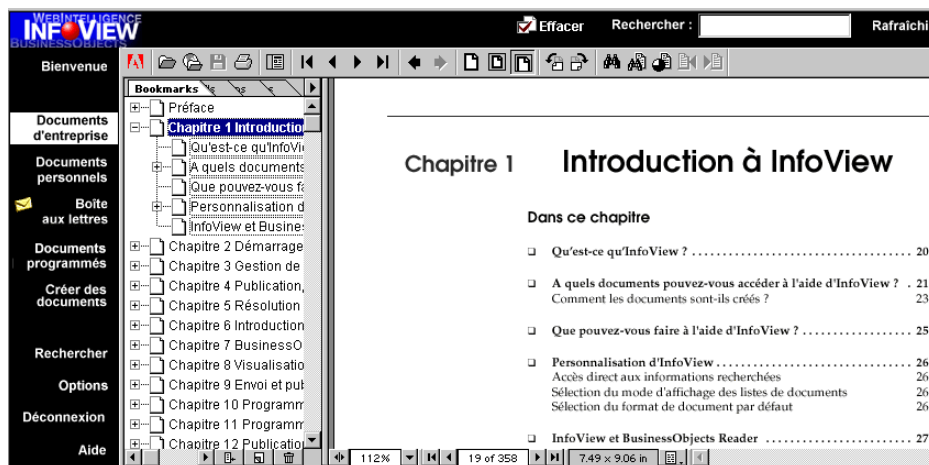 WEBINTELLIGENCE
INFOVIEW
BUSINESSOBJECTS
Effacer
Rechercher :
Rafraîchi
Bienvenue
Documents
d'entreprise
Documents
personnels
Boîte
aux lettres
Documents
programmés
Créer des
documents
Rechercher
Options
Déconnexion
Aide
Bookmarks
Préface
Chapitre 1 Introductio
Qu'est-ce qu'InfoVi
A quels documents
Que pouvez-vous fa
Personnalisation d
InfoView et Busine
Chapitre 2 Démarrage
Chapitre 3 Gestion de
Chapitre 4 Publication,
Chapitre 5 Résolution
Chapitre 6 Introduction
Chapitre 7 BusinessO
Chapitre 8 Visualisatio
Chapitre 9 Envoi et pub
Chapitre 10 Programm
Chapitre 11 Programm
Chapitre 12 Publication
Chapitre 1 Introduction à InfoView
Dans ce chapitre
Qu'est-ce qu'InfoView ? .................................. 20
A quels documents pouvez-vous accéder à l'aide d'InfoView ? . 21
Comment les documents sont-ils créés ? 23
Que pouvez-vous faire à l'aide d'InfoView ? ................. 25
Personnalisation d'InfoView .............................. 26
Accès direct aux informations recherchées 26
Sélection du mode d'affichage des listes de documents 26
Sélection du format de document par défaut 26
InfoView et BusinessObjects Reader ....................... 27
112%
19 of 358
7.49 × 9.06 in